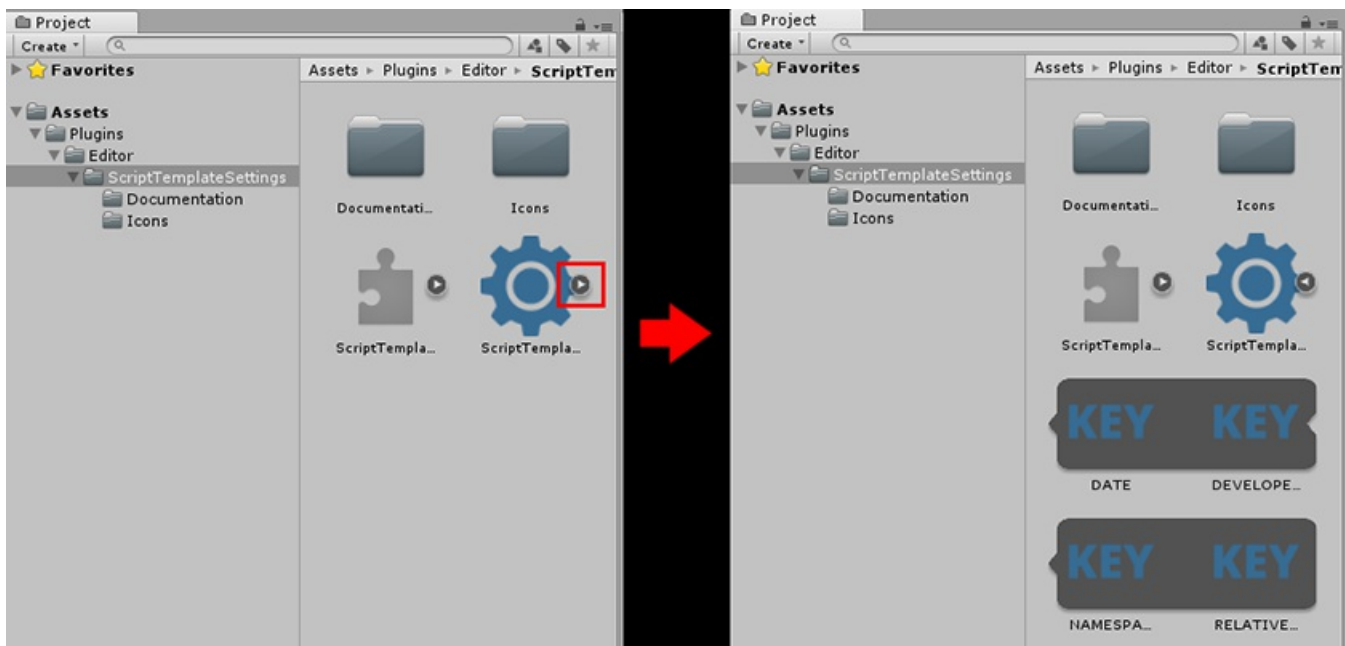 Project
Create
Favorites
Assets ▸ Plugins ▸ Editor ▸ ScriptTem
Assets
Plugins
Editor
ScriptTemplateSettings
Documentation
Icons
Documentati...
Icons
ScriptTempla...
ScriptTempla...
Project
Create
Favorites
Assets ▸ Plugins ▸ Editor ▸ ScriptTem
Assets
Plugins
Editor
ScriptTemplateSettings
Documentation
Icons
Documentati...
Icons
ScriptTempla...
ScriptTempla...
KEY KEY
DATE DEVELOPE...
KEY KEY
NAMESPA... RELATIVE...